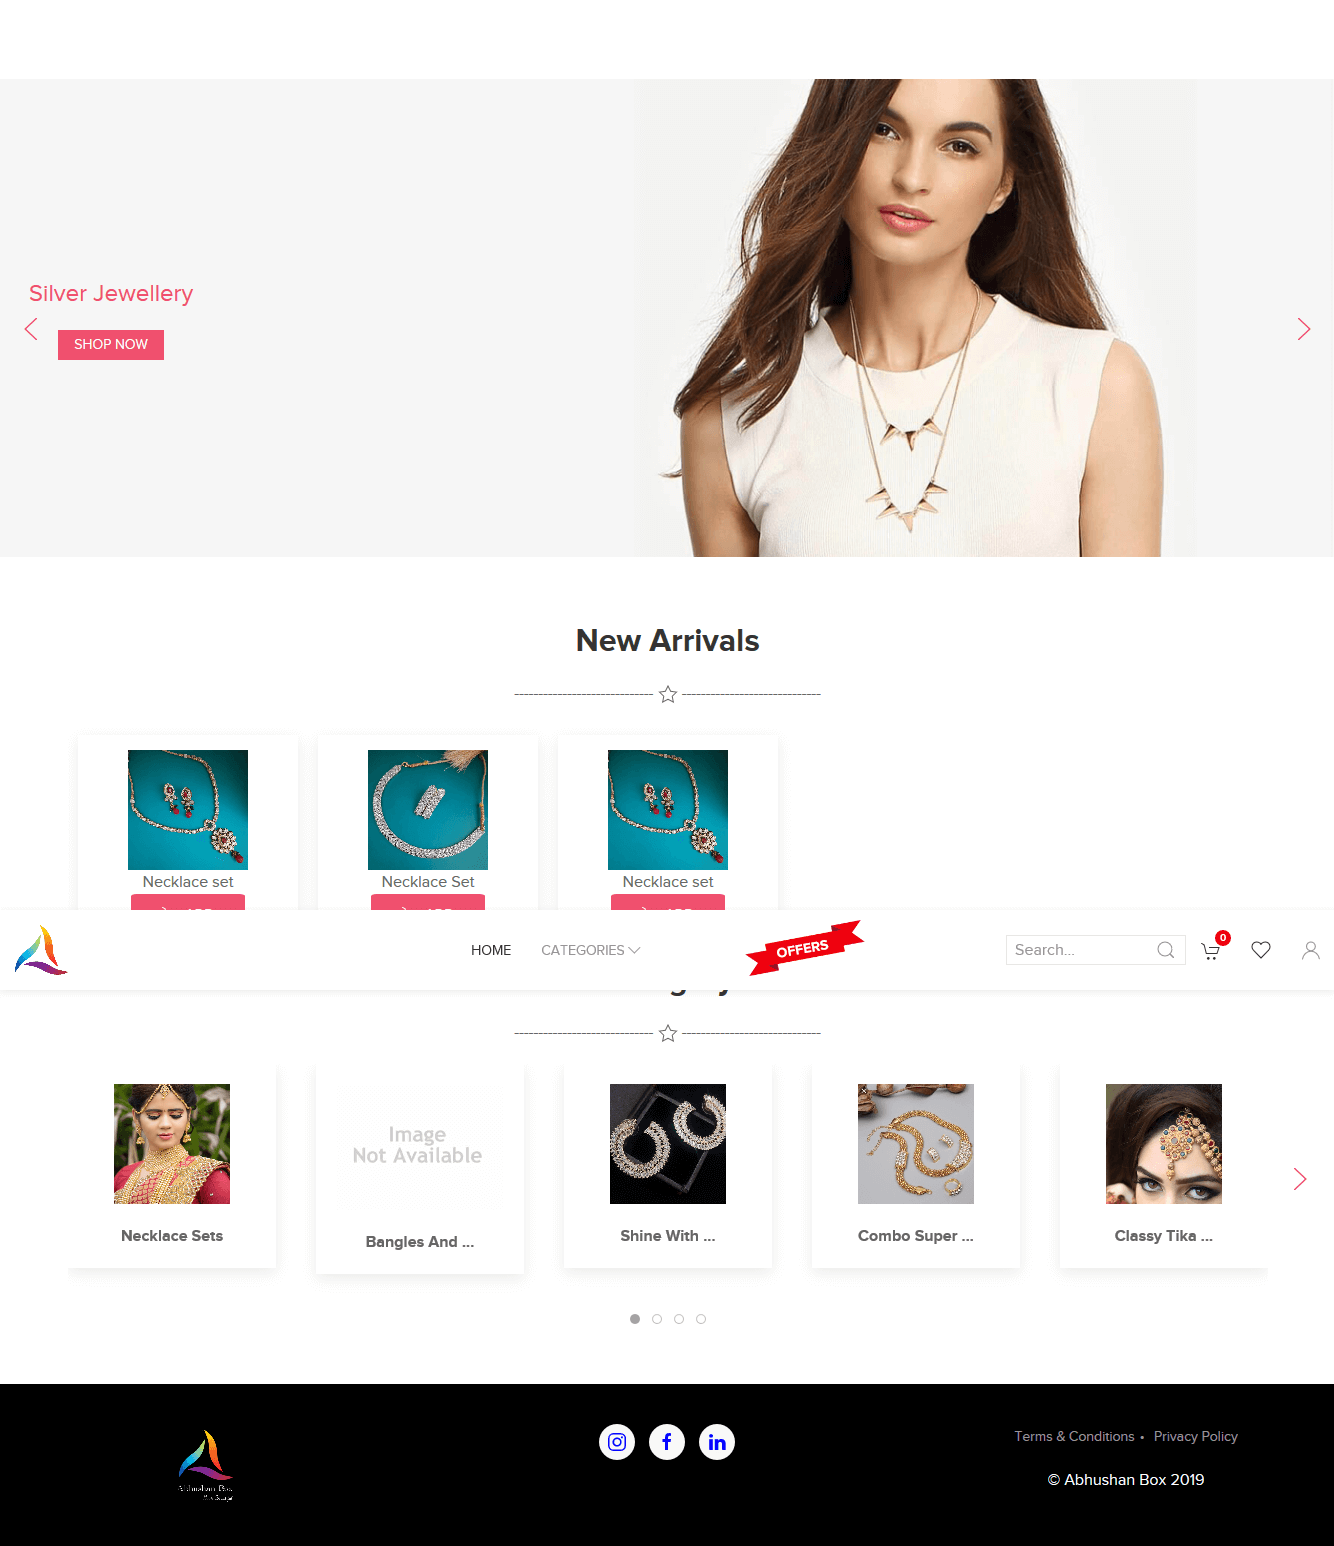 Silver Jewellery
SHOP NOW
New Arrivals
Necklace set
Necklace Set
Necklace set
HOME
CATEGORIES
OFFERS
Search...
0
Image
Not Available
Necklace Sets
Bangles And ...
Shine With ...
Combo Super ...
Classy Tika ...
Terms & Conditions • Privacy Policy
Abhushan Box
© Abhushan Box 2019